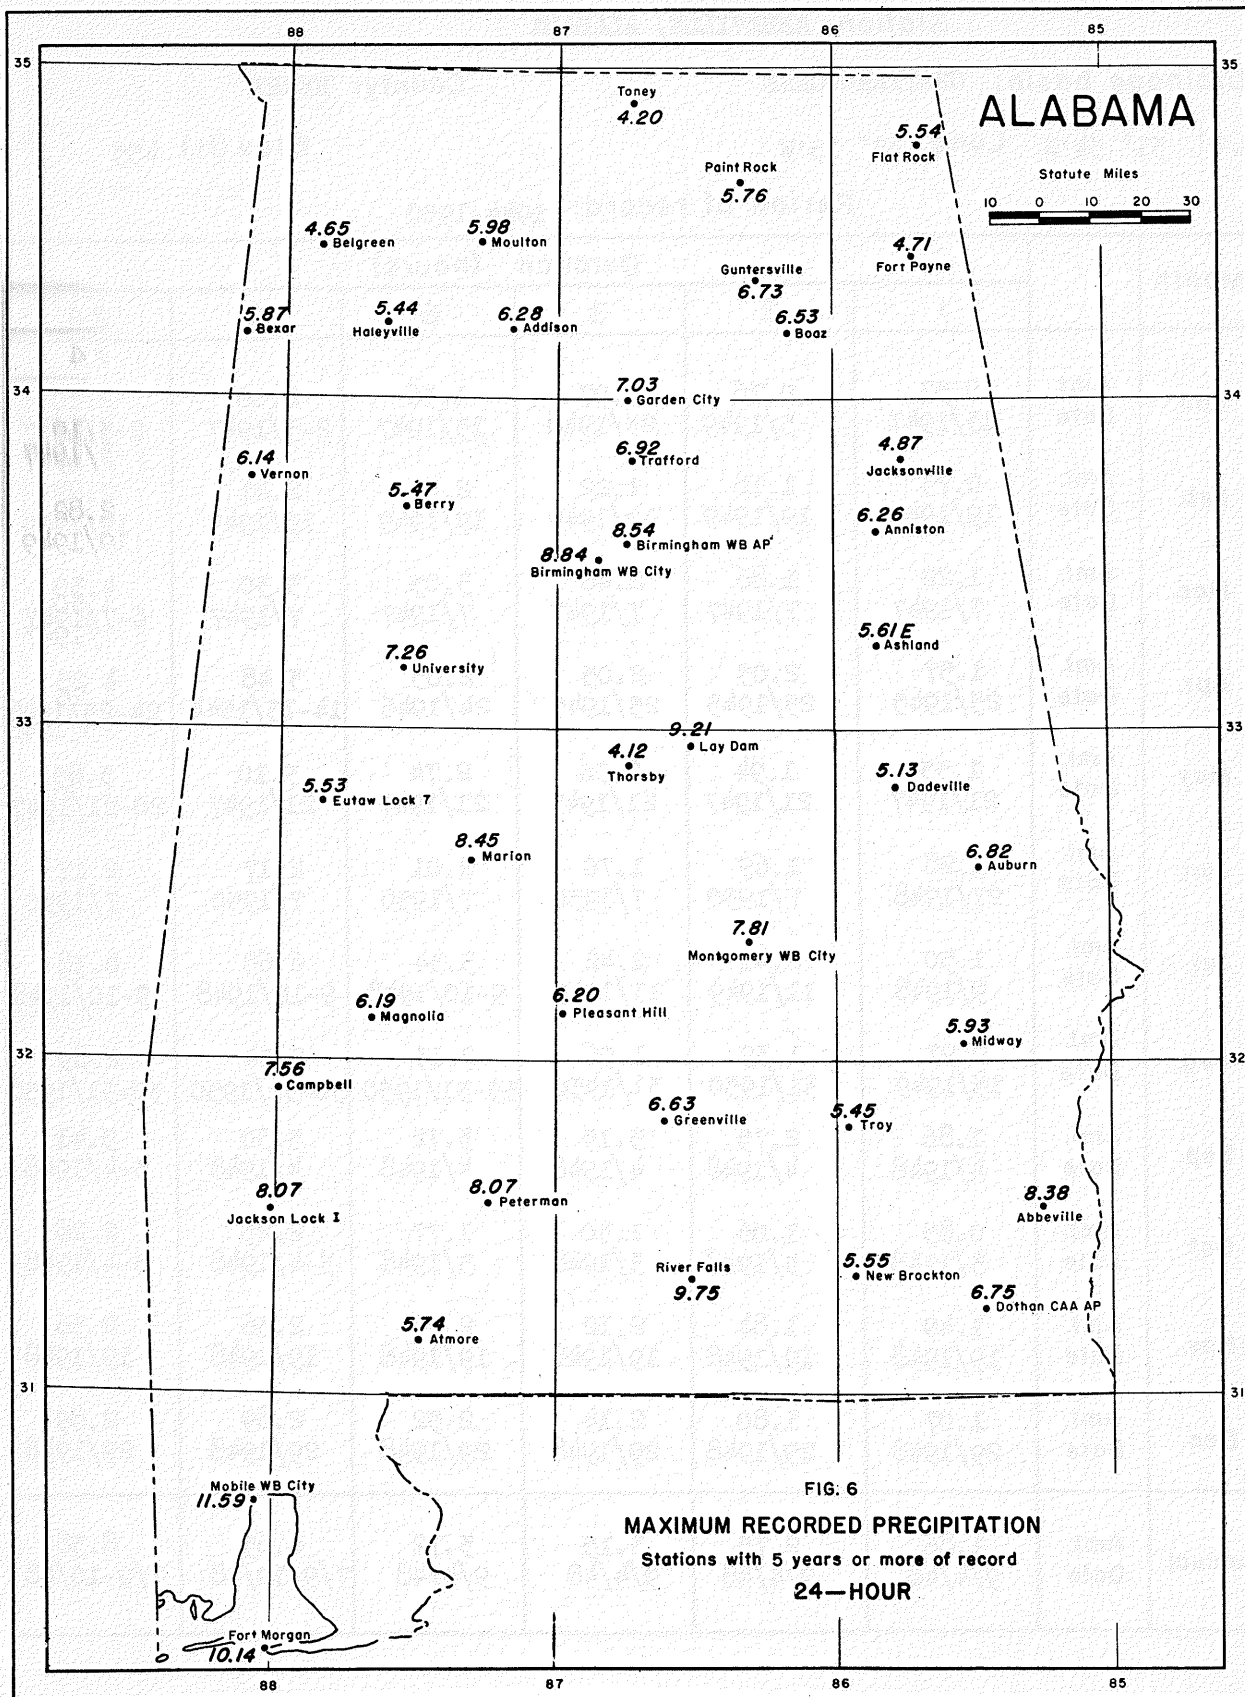 88 87 86 85
35 35
ALABAMA
Statute Miles
10 0 10 20 30
Toney
4.20
5.54
Flat Rock
Paint Rock
5.76
4.65
Belgreen
5.98
Moulton
4.71
Fort Payne
Guntersville
6.73
5.87
Bexar
5.44
Haleyville
6.28
Addison
6.53
Boaz
34 34
7.03
Garden City
6.92
Trafford
4.87
Jacksonville
6.14
Vernon
5.47
Berry
6.26
Anniston
8.54
Birmingham WB AP
8.84
Birmingham WB City
5.61 E
Ashland
7.26
University
33 33
9.21
Lay Dam
4.12
Thorsby
5.13
Dadeville
5.53
Eutaw Lock 7
8.45
Marion
6.82
Auburn
7.81
Montgomery WB City
6.19
Magnolia
6.20
Pleasant Hill
5.93
Midway
32 32
7.56
Campbell
6.63
Greenville
5.45
Troy
8.07
Jackson Lock I
8.07
Peterman
8.38
Abbeville
River Falls
9.75
5.55
New Brockton
6.75
Dothan CAA AP
5.74
Atmore
31 31
Mobile WB City
11.59
Fort Morgan
10.14
FIG. 6
MAXIMUM RECORDED PRECIPITATION
Stations with 5 years or more of record
24—HOUR
88 87 86 85